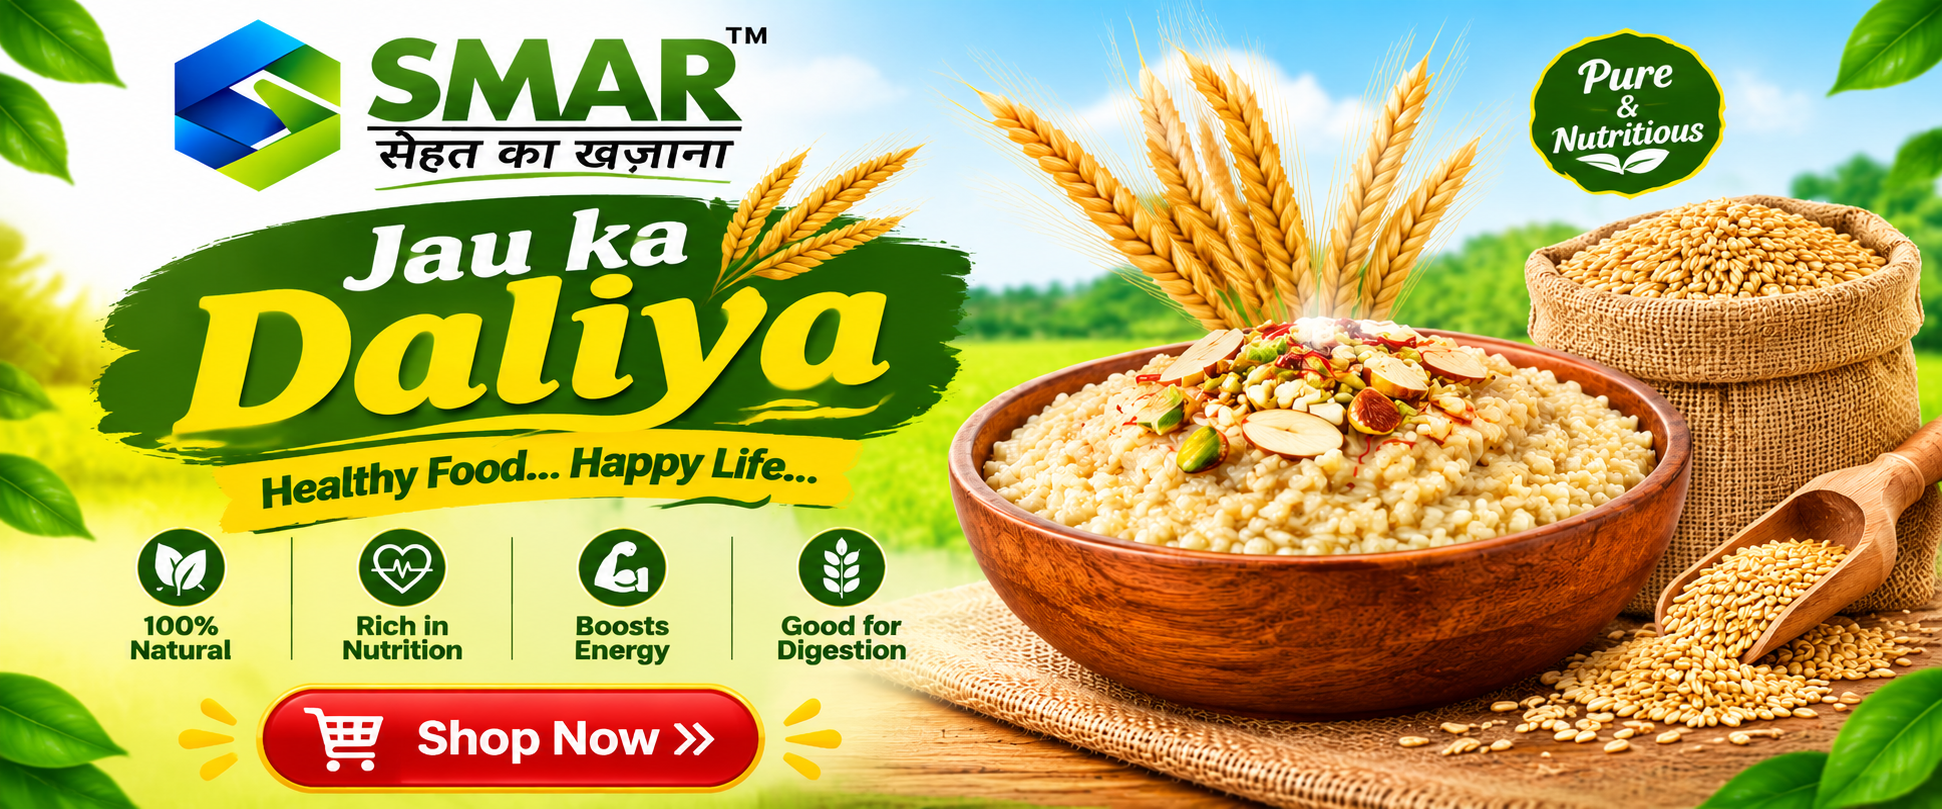 SMAR™
सेहत का खज़ाना
Jau ka
Daliya
Healthy Food... Happy Life...
100%
Natural
Rich in
Nutrition
Boosts
Energy
Good for
Digestion
Shop Now
Pure
&
Nutritious